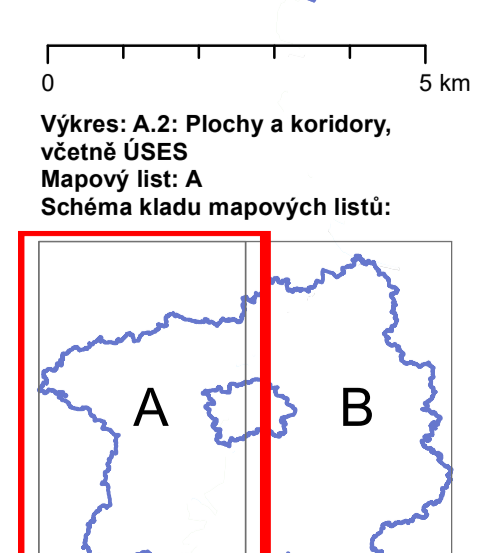 0 5 km
Výkres: A.2: Plochy a koridory,
včetně ÚSES
Mapový list: A
Schéma kladu mapových listů:
A B